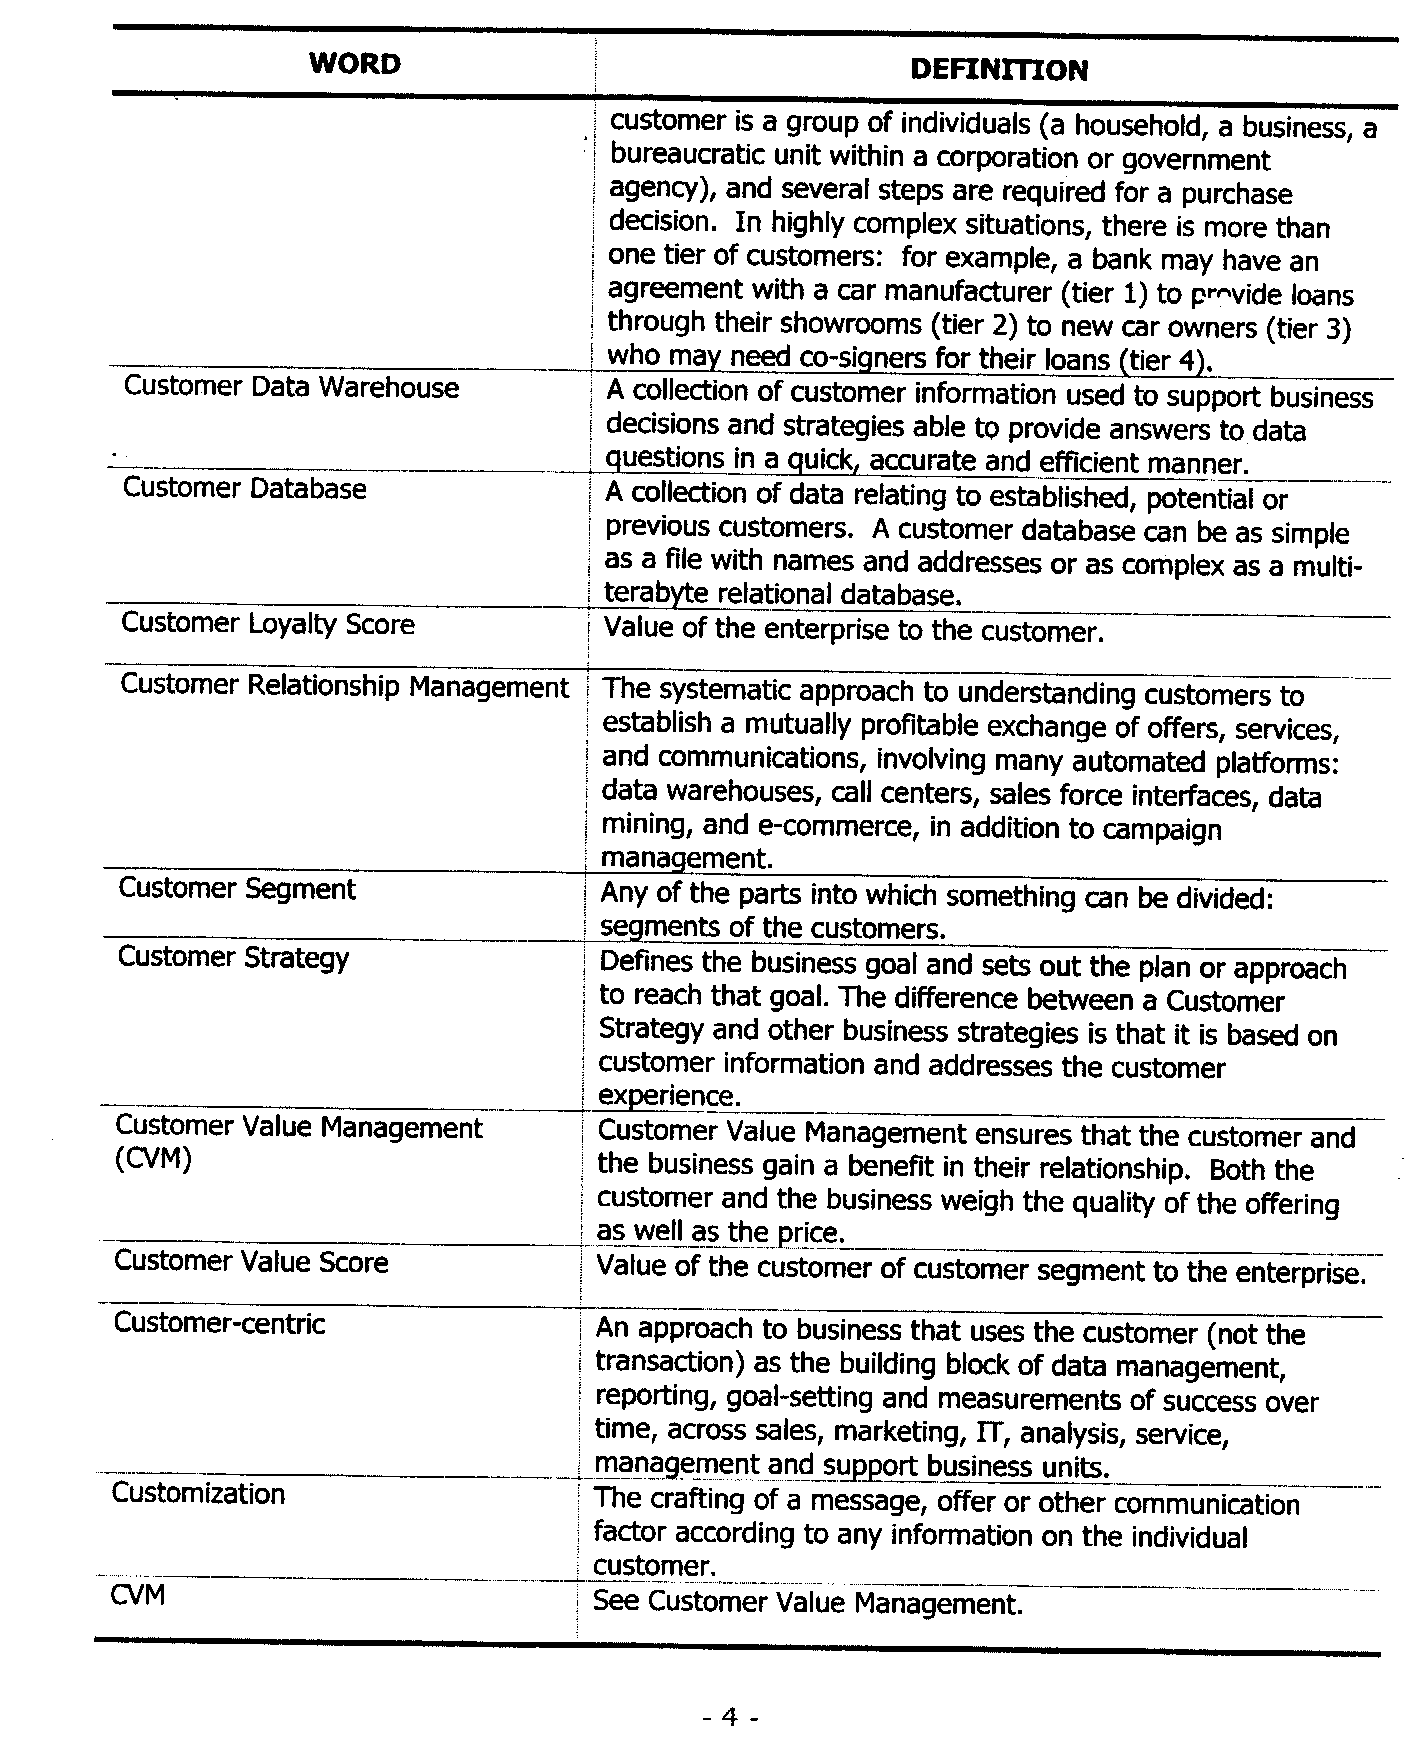 WORD DEFINITION
customer is a group of individuals (a household, a business, a
bureaucratic unit within a corporation or government
agency), and several steps are required for a purchase
decision. In highly complex situations, there is more than
one tier of customers: for example, a bank may have an
agreement with a car manufacturer (tier 1) to provide loans
through their showrooms (tier 2) to new car owners (tier 3)
who may need co-signers for their loans (tier 4).
Customer Data Warehouse A collection of customer information used to support business
decisions and strategies able to provide answers to data
questions in a quick, accurate and efficient manner.
Customer Database A collection of data relating to established, potential or
previous customers. A customer database can be as simple
as a file with names and addresses or as complex as a multi-
terabyte relational database.
Customer Loyalty Score Value of the enterprise to the customer.
Customer Relationship Management The systematic approach to understanding customers to
establish a mutually profitable exchange of offers, services,
and communications, involving many automated platforms:
data warehouses, call centers, sales force interfaces, data
mining, and e-commerce, in addition to campaign
management.
Customer Segment Any of the parts into which something can be divided:
segments of the customers.
Customer Strategy Defines the business goal and sets out the plan or approach
to reach that goal. The difference between a Customer
Strategy and other business strategies is that it is based on
customer information and addresses the customer
experience.
Customer Value Management Customer Value Management ensures that the customer and
(CVM) the business gain a benefit in their relationship. Both the
customer and the business weigh the quality of the offering
as well as the price.
Customer Value Score Value of the customer of customer segment to the enterprise.
Customer-centric An approach to business that uses the customer (not the
transaction) as the building block of data management,
reporting, goal-setting and measurements of success over
time, across sales, marketing, IT, analysis, service,
management and support business units.
Customization The crafting of a message, offer or other communication
factor according to any information on the individual
customer.
CVM See Customer Value Management.
- 4 -